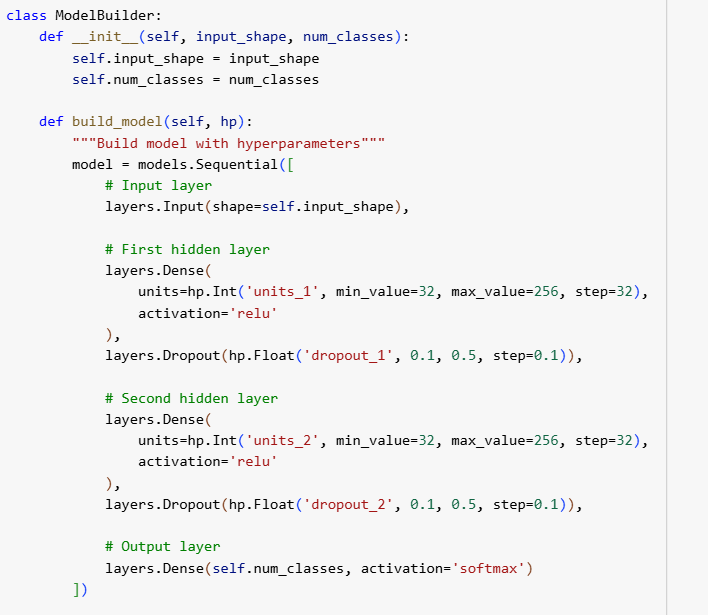 class ModelBuilder:
    def __init__(self, input_shape, num_classes):
        self.input_shape = input_shape
        self.num_classes = num_classes

    def build_model(self, hp):
        """Build model with hyperparameters"""
        model = models.Sequential([
            # Input layer
            layers.Input(shape=self.input_shape),

            # First hidden layer
            layers.Dense(
                units=hp.Int('units_1', min_value=32, max_value=256, step=32),
                activation='relu'
            ),
            layers.Dropout(hp.Float('dropout_1', 0.1, 0.5, step=0.1)),

            # Second hidden layer
            layers.Dense(
                units=hp.Int('units_2', min_value=32, max_value=256, step=32),
                activation='relu'
            ),
            layers.Dropout(hp.Float('dropout_2', 0.1, 0.5, step=0.1)),

            # Output layer
            layers.Dense(self.num_classes, activation='softmax')
        ])